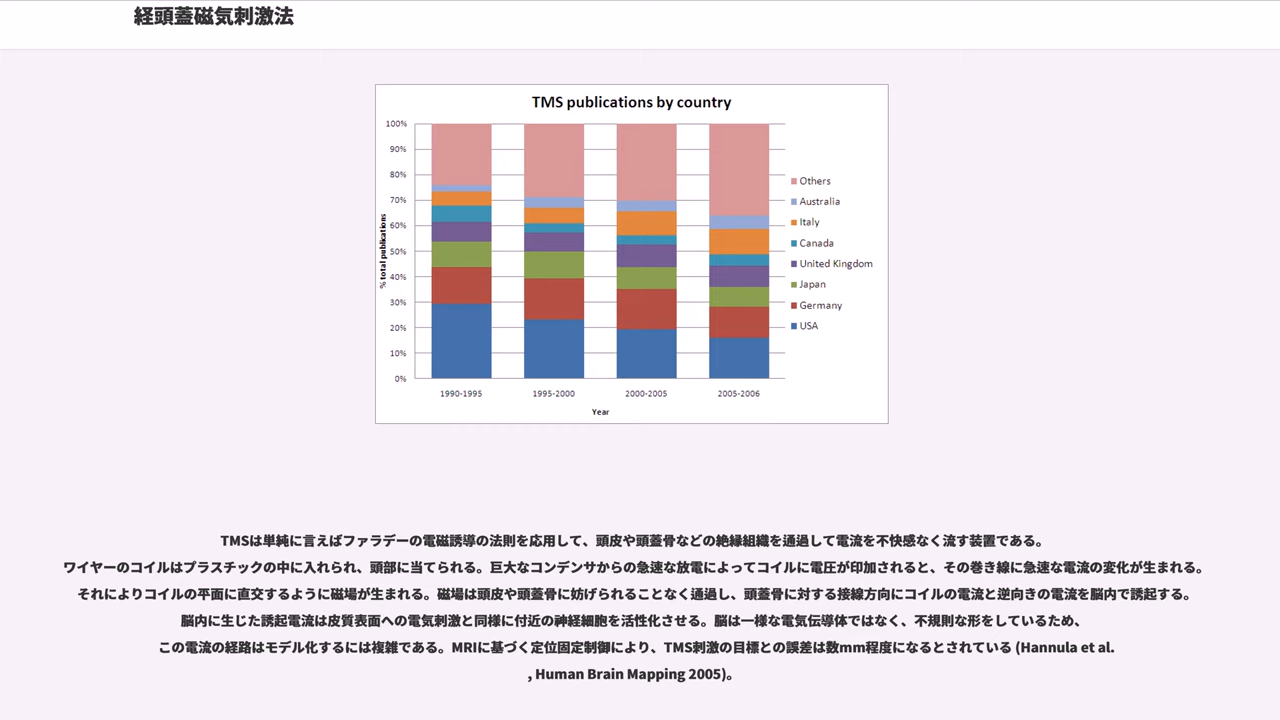 経頭蓋磁気刺激法
TMS publications by country
100%
90%
80%
70%
60%
50%
40%
30%
20%
10%
0%
% total publications
1990-1995
1995-2000
2000-2005
2005-2006
Year
Others
Australia
Italy
Canada
United Kingdom
Japan
Germany
USA
TMSは単純に言えばファラデーの電磁誘導の法則を応用して、頭皮や頭蓋骨などの絶縁組織を通過して電流を不快感なく流す装置である。
ワイヤーのコイルはプラスチックの中に入れられ、頭部に当てられる。巨大なコンデンサからの急速な放電によってコイルに電圧が印加されると、その巻き線に急速な電流の変化が生まれる。
それによりコイルの平面に直交するように磁場が生まれる。磁場は頭皮や頭蓋骨に妨げられることなく通過し、頭蓋骨に対する接線方向にコイルの電流と逆向きの電流を脳内で誘起する。
脳内に生じた誘起電流は皮質表面への電気刺激と同様に付近の神経細胞を活性化させる。脳は一様な電気伝導体ではなく、不規則な形をしているため、
この電流の経路はモデル化するには複雑である。MRIに基づく定位固定制御により、TMS刺激の目標との誤差は数mm程度になるとされている (Hannula et al.
, Human Brain Mapping 2005)。